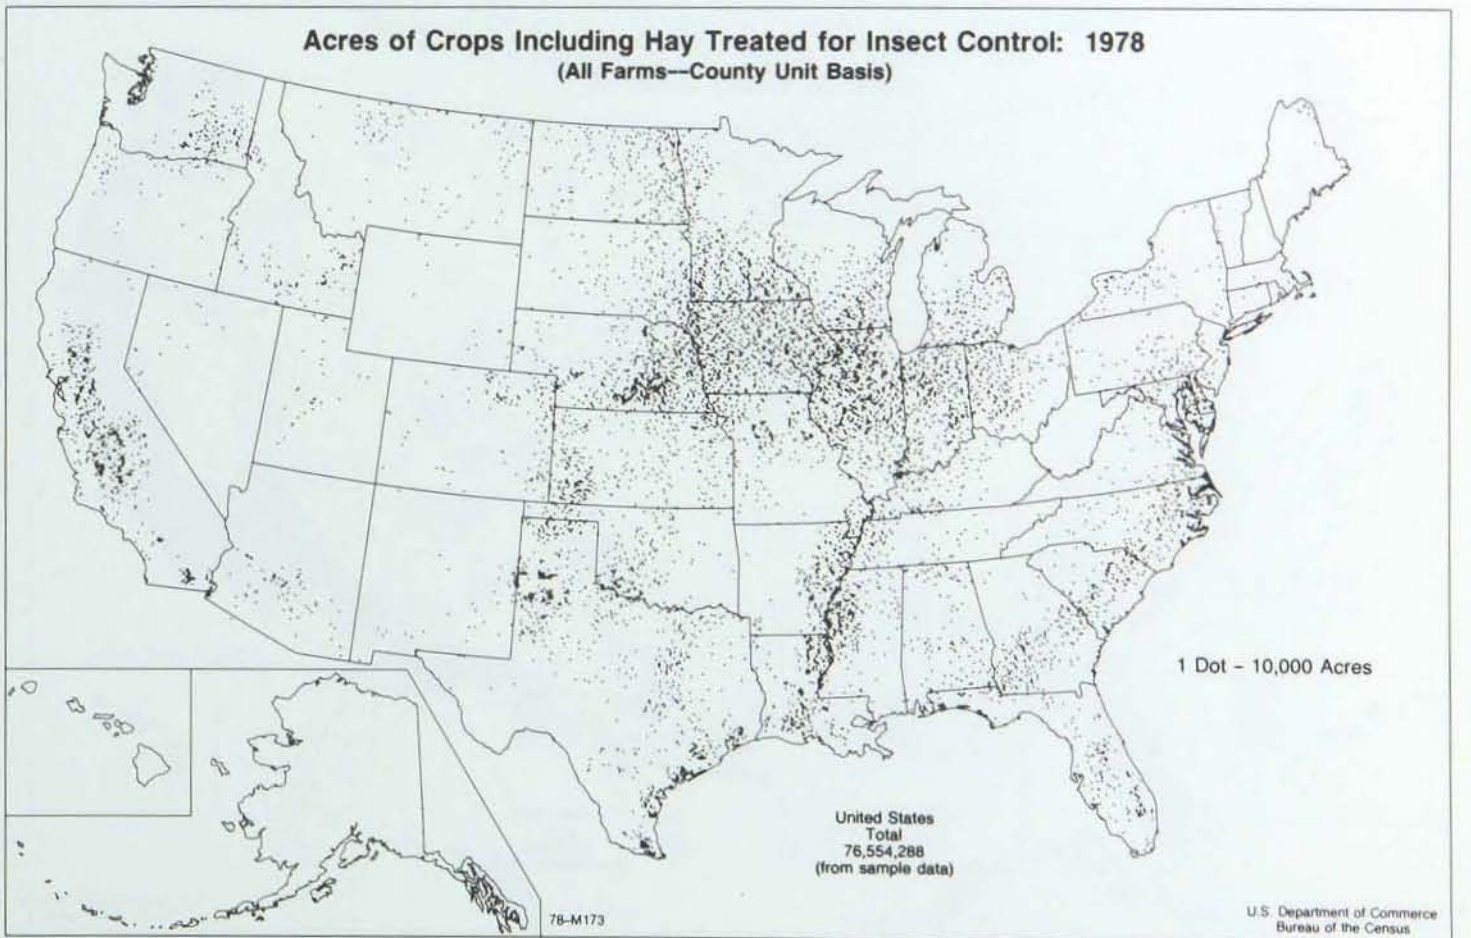 Acres of Crops Including Hay Treated for Insect Control: 1978
(All Farms--County Unit Basis)
1 Dot - 10,000 Acres
United States
Total
76,554,288
(from sample data)
78-M173
U.S. Department of Commerce
Bureau of the Census